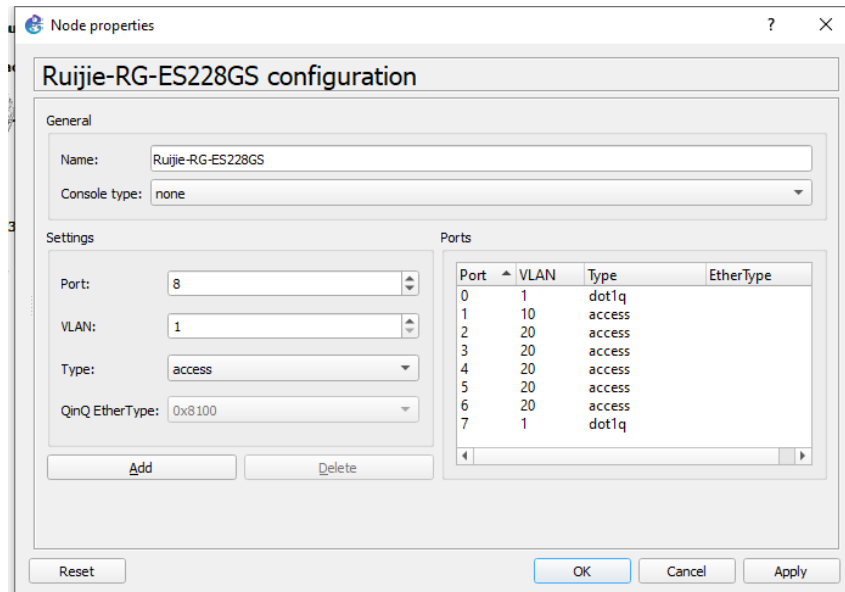 Node properties
?
Ruijie-RG-ES228GS configuration
General
Name: Ruijie-RG-ES228GS
Console type: none
Settings
Port: 8
VLAN: 1
Type: access
QinQ EtherType: 0x8100
Add Delete
Ports
Port VLAN Type EtherType
0 1 dot1q
1 10 access
2 20 access
3 20 access
4 20 access
5 20 access
6 20 access
7 1 dot1q
Reset OK Cancel Apply